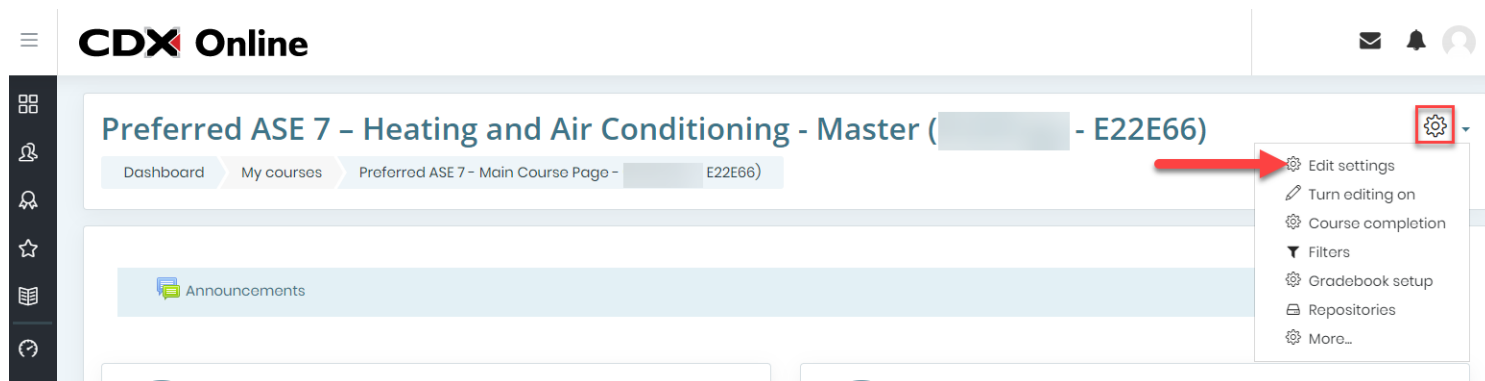 CDX Online
Preferred ASE 7 – Heating and Air Conditioning - Master ( - E22E66)
Dashboard My courses Preferred ASE 7 - Main Course Page - E22E66)
Edit settings
Turn editing on
Course completion
Filters
Gradebook setup
Repositories
More...
Announcements